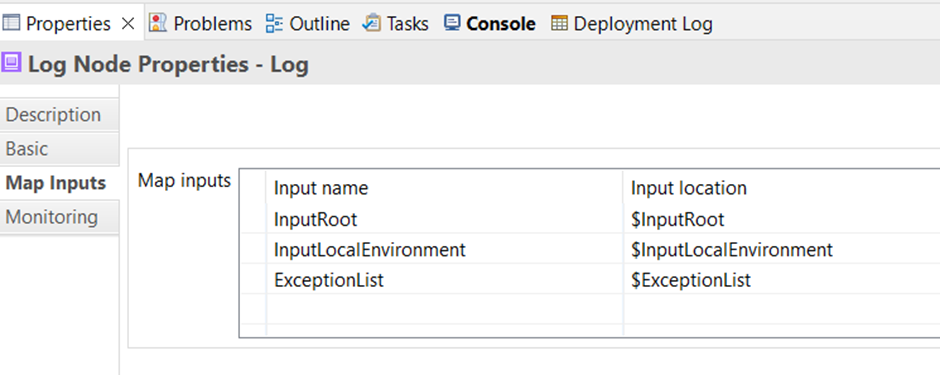 Properties Problems Outline Tasks Console Deployment Log
Log Node Properties - Log
Description
Basic
Map Inputs
Monitoring
Map inputs
Input name Input location
InputRoot $InputRoot
InputLocalEnvironment $InputLocalEnvironment
ExceptionList $ExceptionList